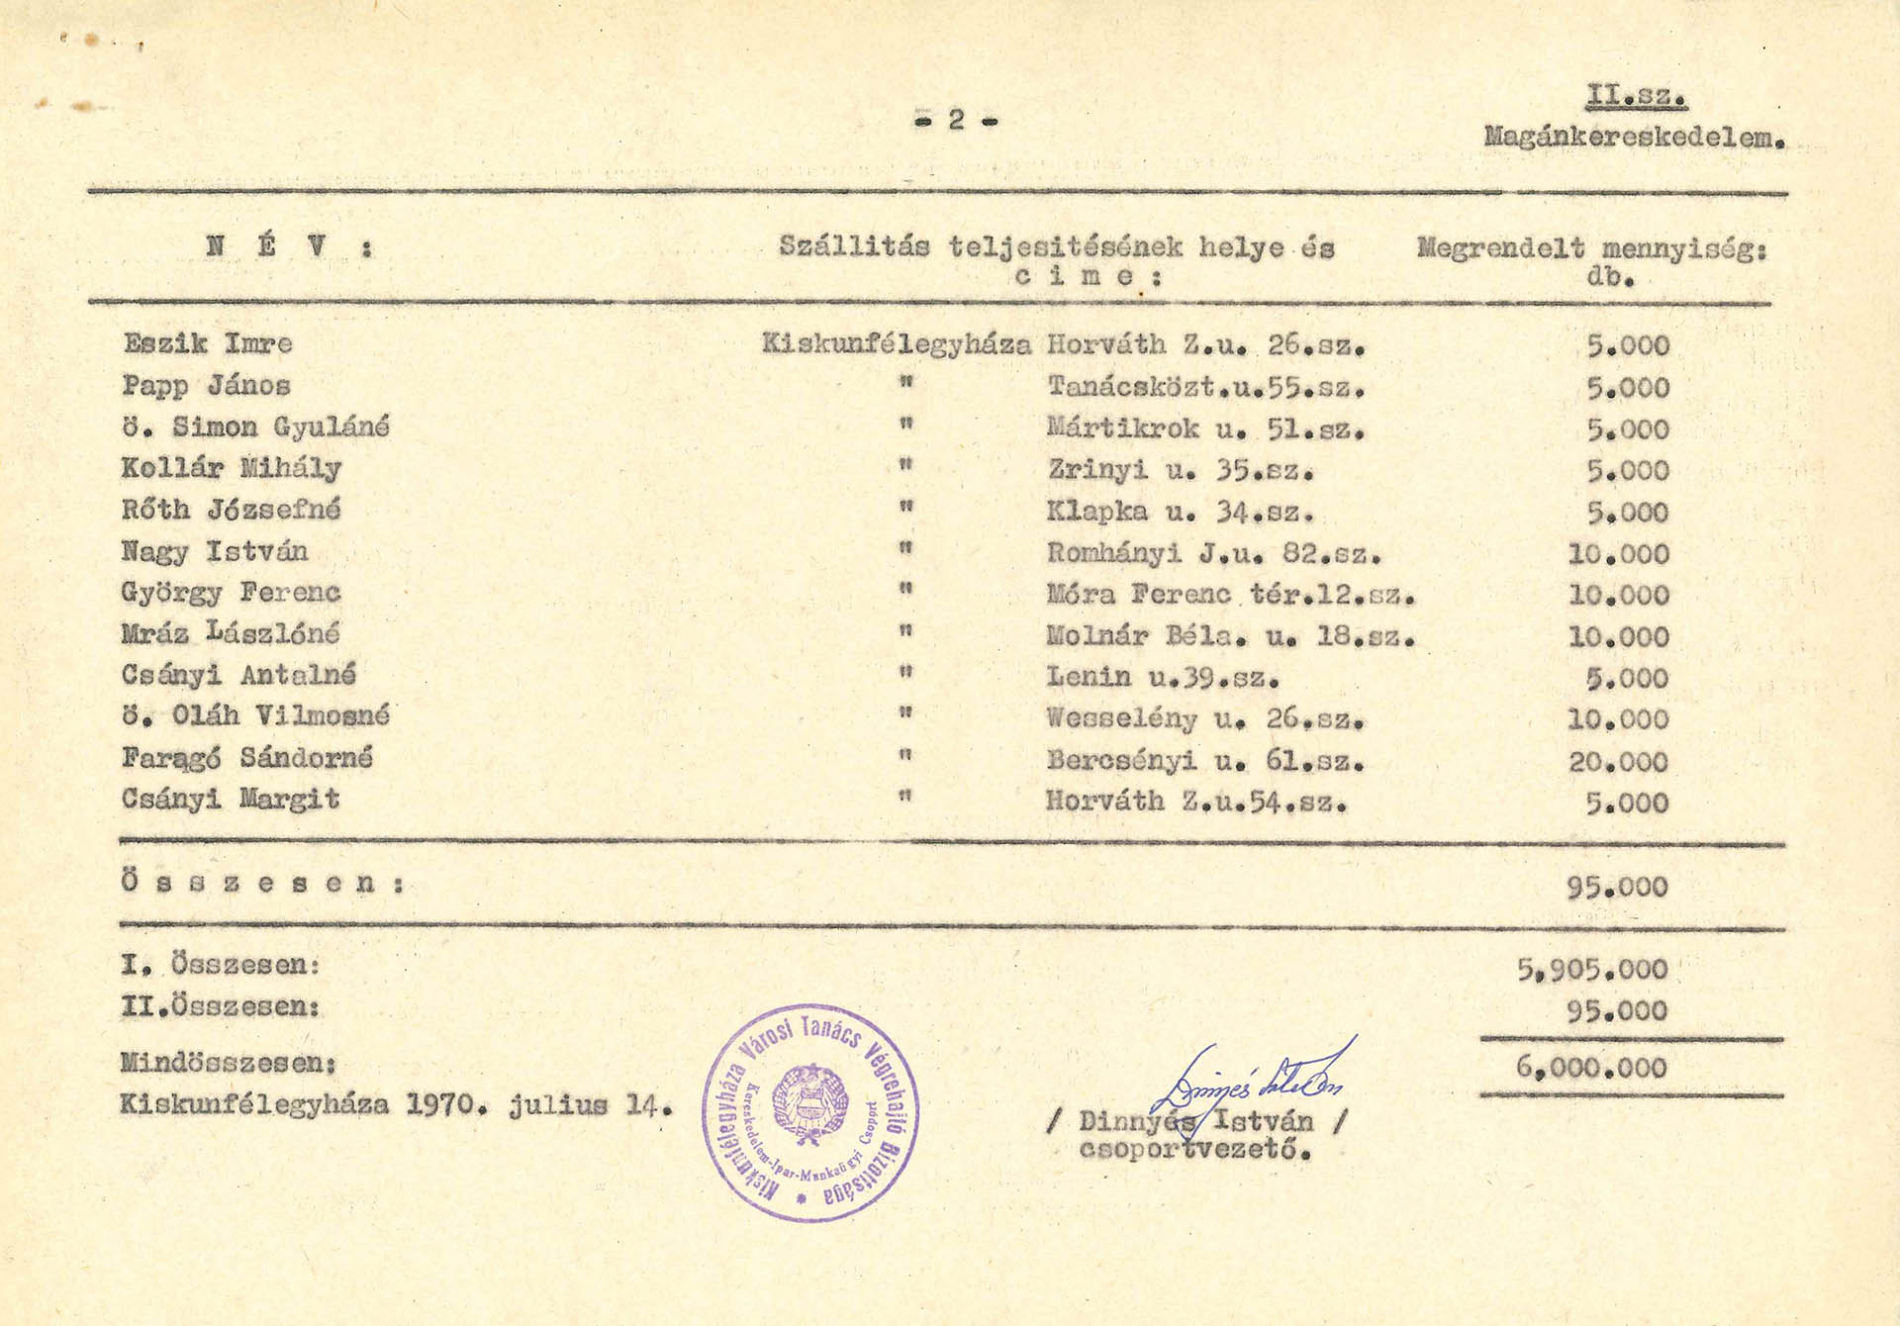 II.sz.
- 2 -
Magánkereskedelem.
N É V :
Szállitás teljesitésének helye és
c i m e :
Megrendelt mennyiség:
db.
Eszik Imre Kiskunfélegyháza Horváth Z.u. 26.sz. 5.000
Papp János " Tanácsközt.u.55.sz. 5.000
ö. Simon Gyuláné " Mártikrok u. 51.sz. 5.000
Kollár Mihály " Zrinyi u. 35.sz. 5.000
Rőth Józsefné " Klapka u. 34.sz. 5.000
Nagy István " Romhányi J.u. 82.sz. 10.000
György Ferenc " Móra Ferenc tér.12.sz. 10.000
Mráz Lászlóné " Molnár Béla. u. 18.sz. 10.000
Csányi Antalné " Lenin u.39.sz. 5.000
ö. Oláh Vilmosné " Wesselény u. 26.sz. 10.000
Faragó Sándorné " Bercsényi u. 61.sz. 20.000
Csányi Margit " Horváth Z.u.54.sz. 5.000
Ö s s z e s e n : 95.000
I. Összesen: 5,905.000
II.Összesen: 95.000
Mindösszesen: 6,000.000
Kiskunfélegyháza 1970. julius 14.
Kiskunfélegyháza Városi Tanács Végrehajló Bizottsága *
Kereskedelem-Ipar-Munkaügyi Csoport
Dinnyés István
/ Dinnyés István /
csoportvezető.